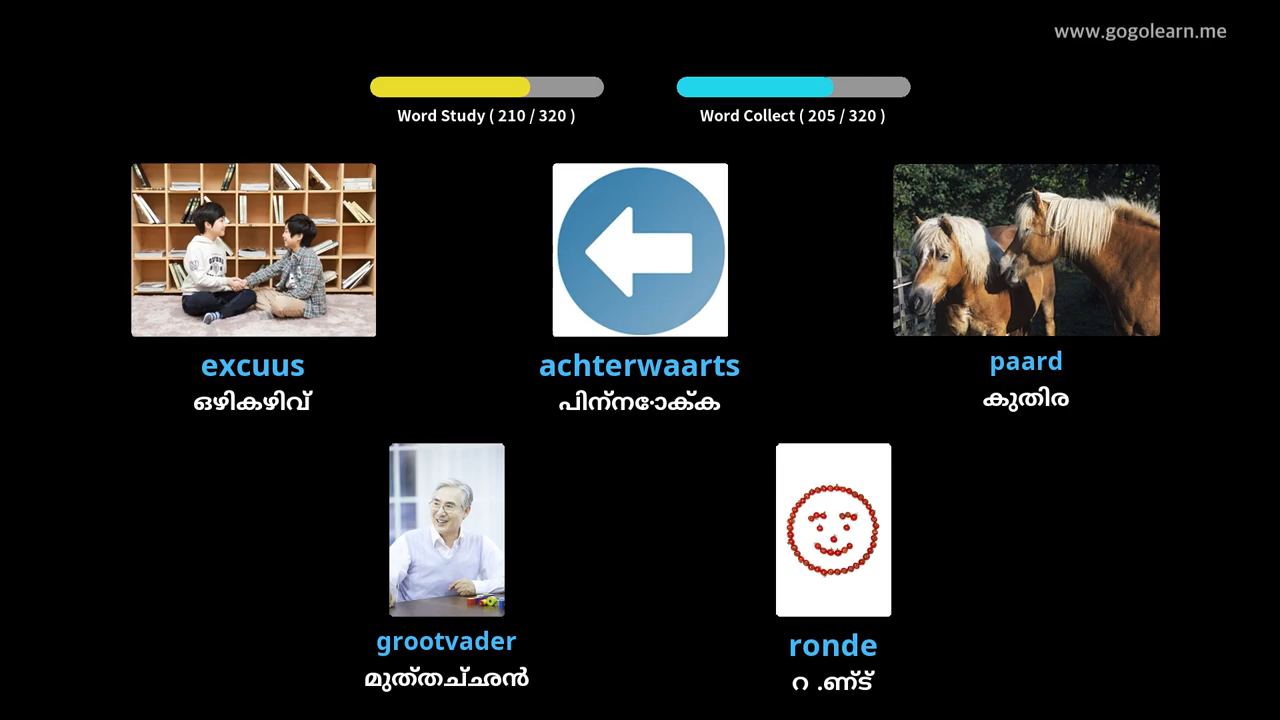 www.gogolearn.me
Word Study ( 210 / 320 )
Word Collect ( 205 / 320 )
excuus
ഒഴികഴിവ്
achterwaarts
പിന്നോക്ക
paard
കുതിര
grootvader
മുത്തച്ഛൻ
ronde
റ .ണ്ട്